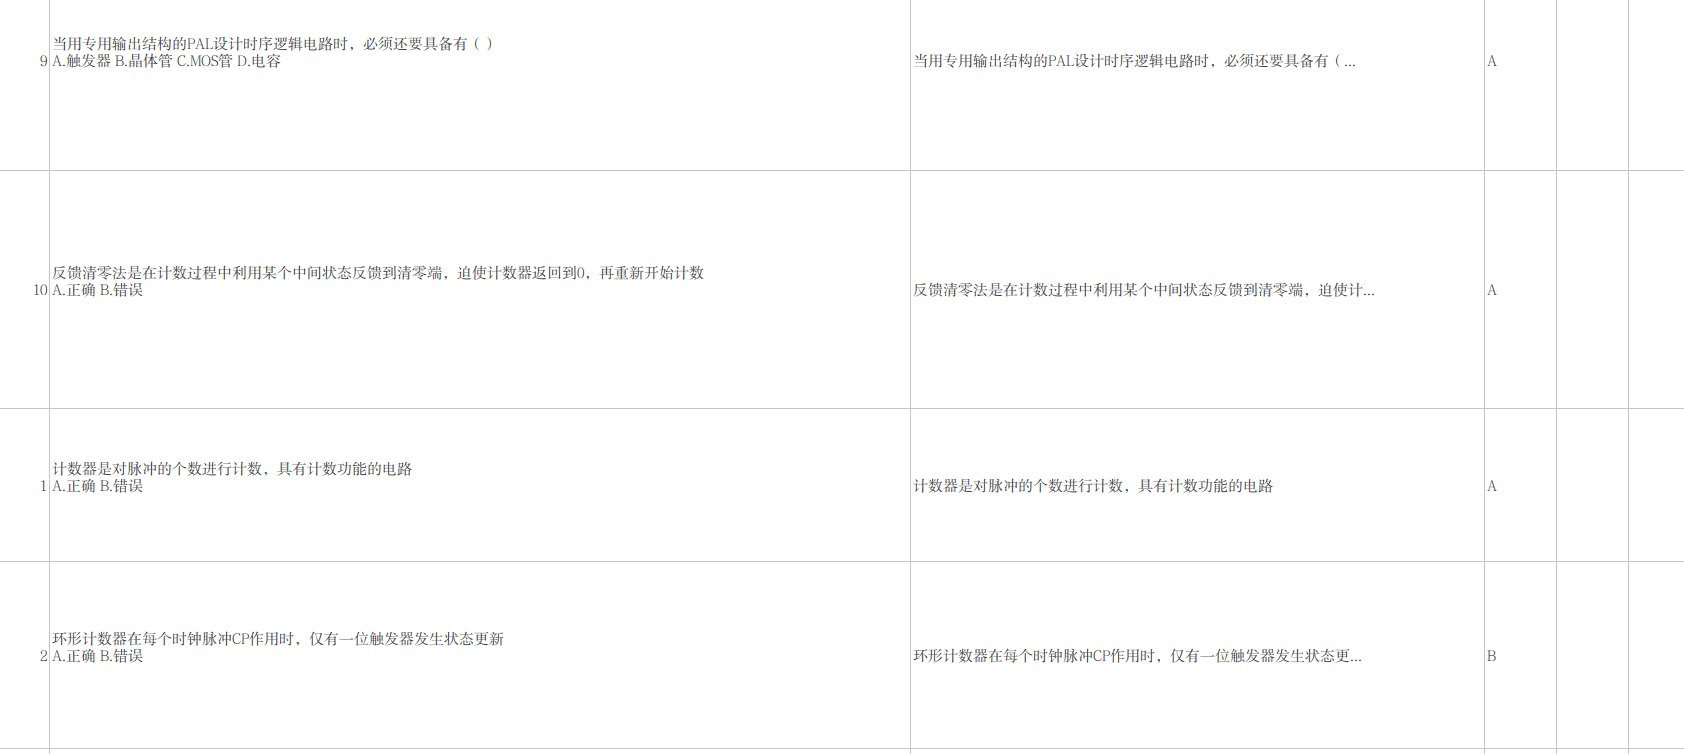 当用专用输出结构的PAL设计时序逻辑电路时，必须还要具备有（ ）
9 A.触发器 B.晶体管 C.MOS管 D.电容 当用专用输出结构的PAL设计时序逻辑电路时，必须还要具备有（... A
反馈清零法是在计数过程中利用某个中间状态反馈到清零端，迫使计数器返回到0，再重新开始计数
10 A.正确 B.错误 反馈清零法是在计数过程中利用某个中间状态反馈到清零端，迫使计... A
计数器是对脉冲的个数进行计数，具有计数功能的电路
1 A.正确 B.错误 计数器是对脉冲的个数进行计数，具有计数功能的电路 A
环形计数器在每个时钟脉冲CP作用时，仅有一位触发器发生状态更新
2 A.正确 B.错误 环形计数器在每个时钟脉冲CP作用时，仅有一位触发器发生状态更... B